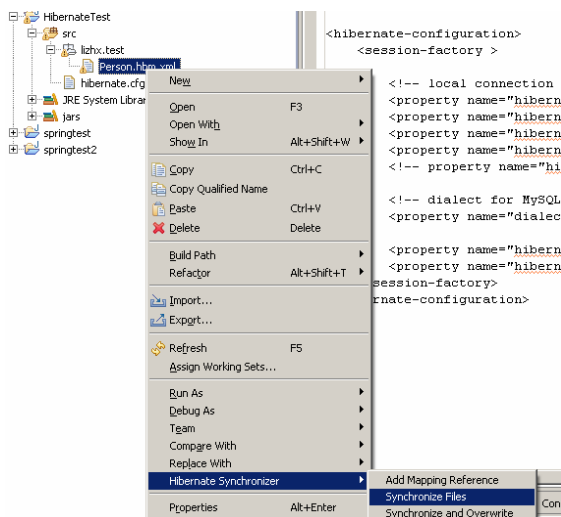 HibernateTest
src
lizhx.test
Person.hbm.xml
hibernate.cfg
JRE System Librar
jars
springtest
springtest2
<hibernate-configuration>
<session-factory >
<!-- local connection
<property name="hibern
<property name="hibern
<property name="hibern
<property name="hibern
<!-- property name="hi
<!-- dialect for MySQL
<property name="dialec
<property name="hibern
<property name="hibern
session-factory>
rnate-configuration>
New
Open F3
Open With
Show In Alt+Shift+W
Copy Ctrl+C
Copy Qualified Name
Paste Ctrl+V
Delete Delete
Build Path
Refactor Alt+Shift+T
Import...
Export...
Refresh F5
Assign Working Sets...
Run As
Debug As
Team
Compare With
Replace With
Hibernate Synchronizer
Properties Alt+Enter
Add Mapping Reference
Synchronize Files
Synchronize and Overwrite
Con